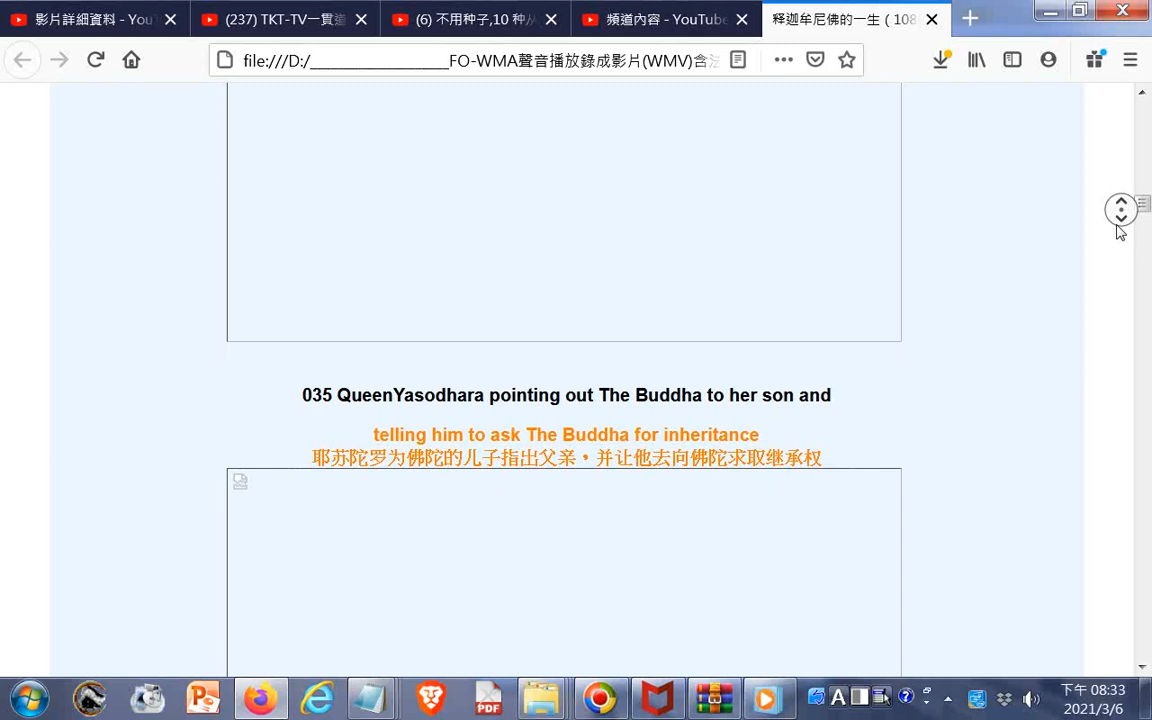 影片詳細資料 - You
(237) TKT-TV一貫道
(6) 不用种子,10 种从
頻道內容 - YouTube
释迦牟尼佛的一生 ( 108
file:///D:/__________________FO-WMA聲音播放錄成影片(WMV)含法
035 QueenYasodhara pointing out The Buddha to her son and
telling him to ask The Buddha for inheritance
耶苏陀罗为佛陀的儿子指出父亲，并让他去向佛陀求取继承权
PDF
A
下午 08:33
2021/3/6